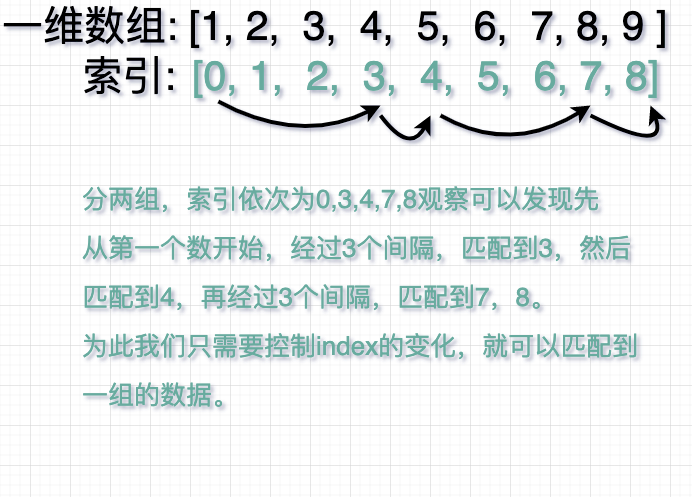 一维数组: [1, 2, 3, 4, 5, 6, 7, 8, 9 ]
索引: [0, 1, 2, 3, 4, 5, 6, 7, 8]
分两组，索引依次为0,3,4,7,8观察可以发现先
从第一个数开始，经过3个间隔，匹配到3，然后
匹配到4，再经过3个间隔，匹配到7，8。
为此我们只需要控制index的变化，就可以匹配到
一组的数据。